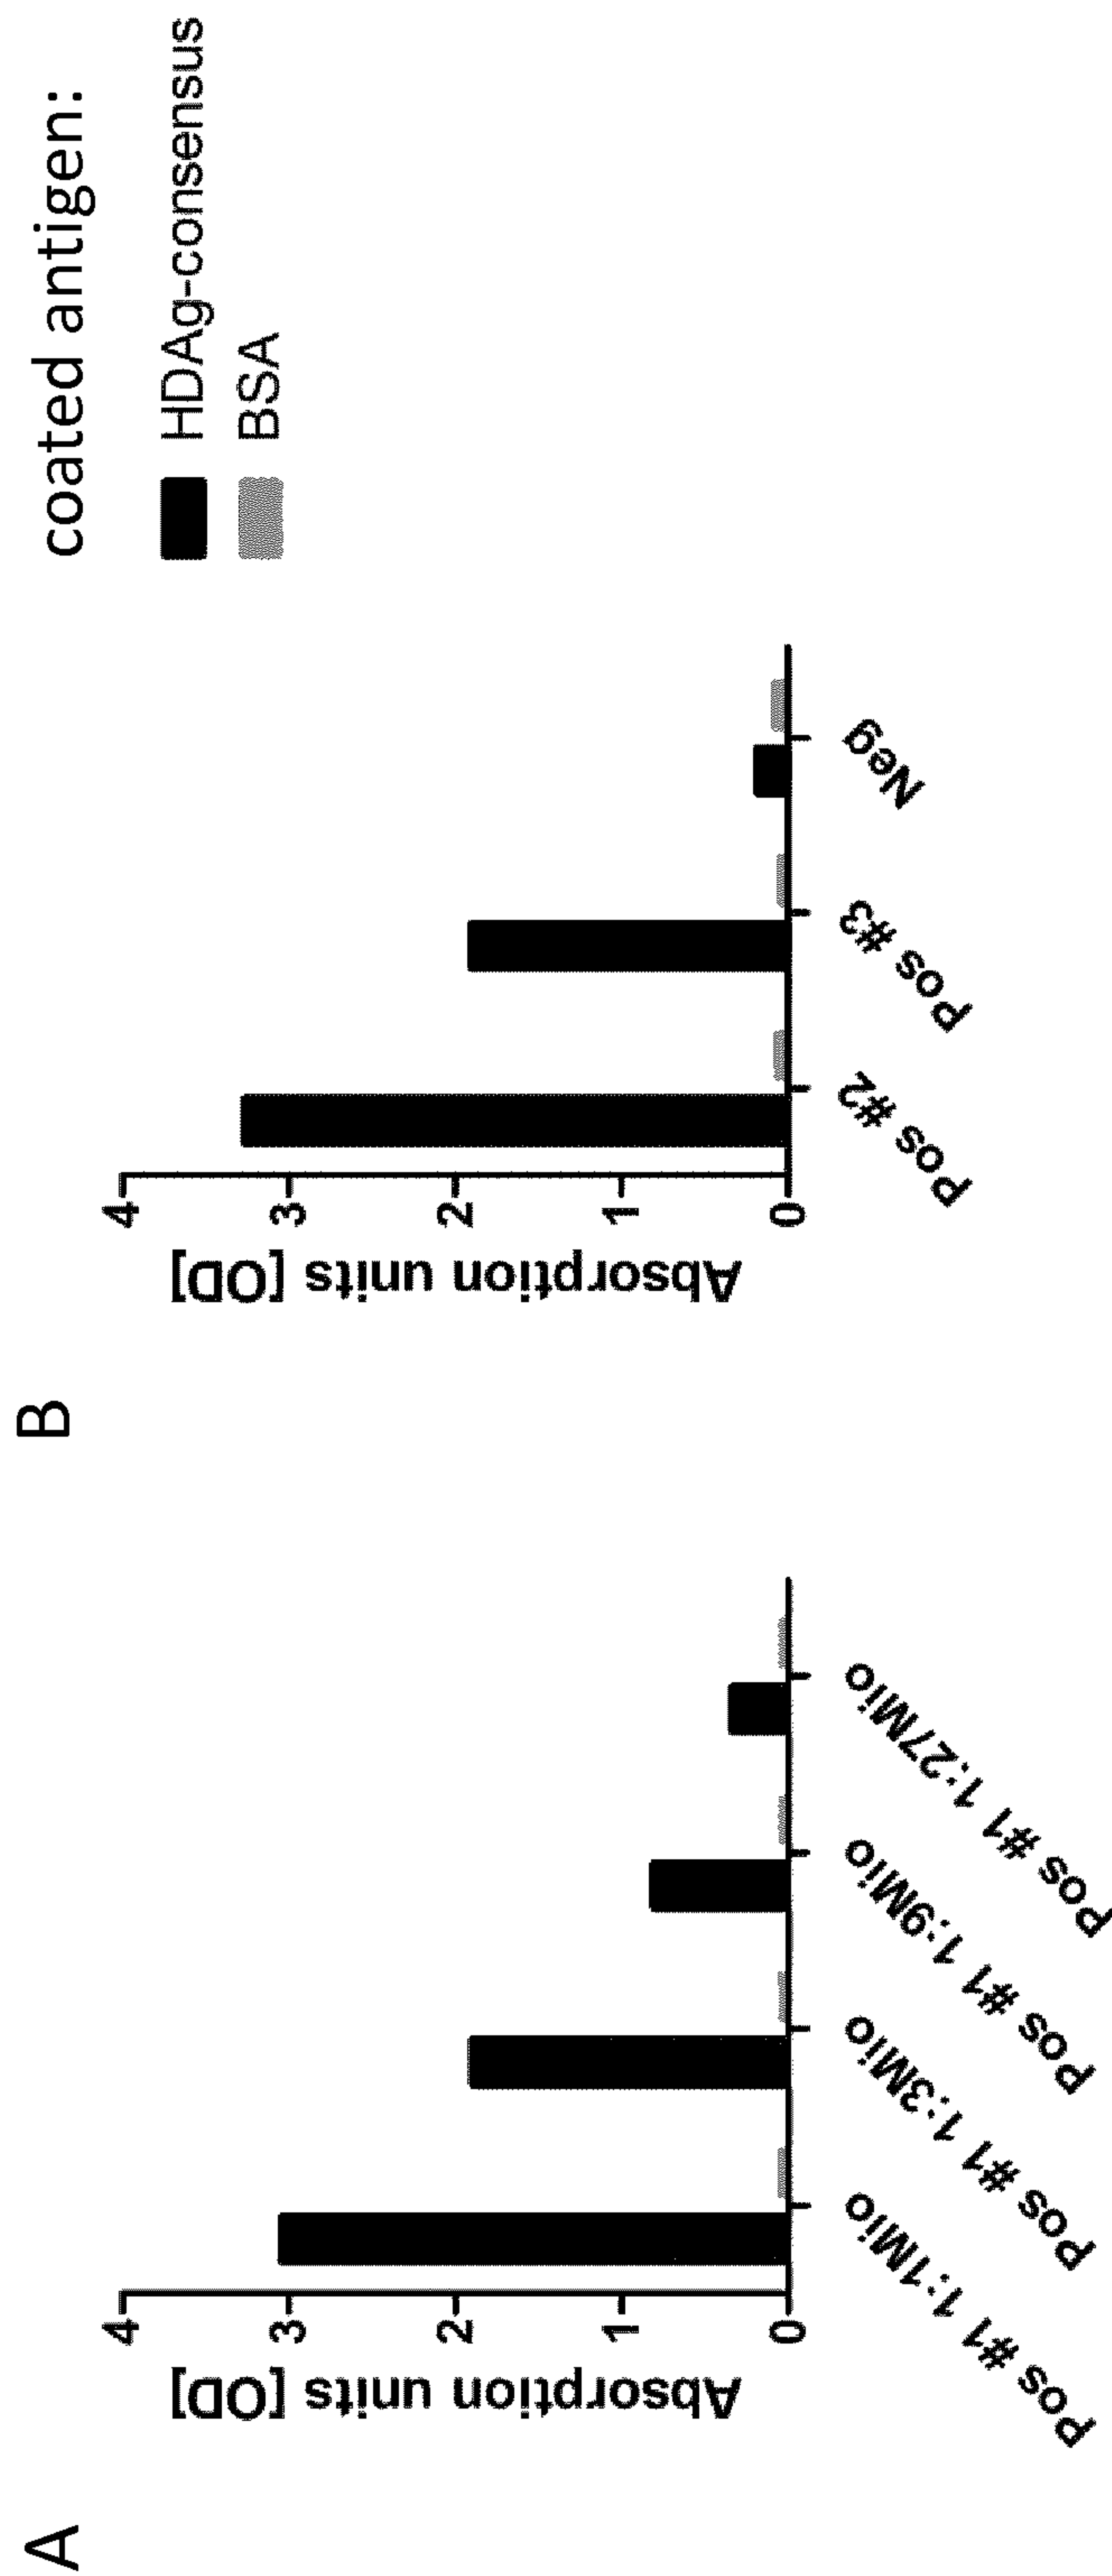 A
Absorption units [OD]
4
3
2
1
0
Pos #1 1:1Mio
Pos #1 1:3Mio
Pos #1 1:9Mio
Pos #1 1:27Mio
B
Absorption units [OD]
4
3
2
1
0
Pos #2
Pos #3
Neg
coated antigen:
HDAg-consensus
BSA